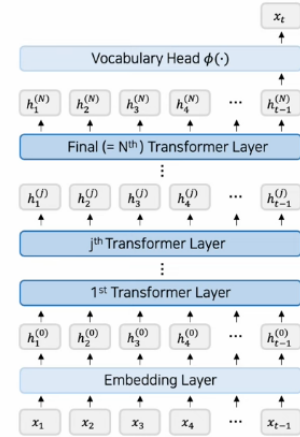 x_t
Vocabulary Head ϕ(·)
h_1^{(N)} h_2^{(N)} h_3^{(N)} h_4^{(N)} ⋯ h_{t−1}^{(N)}
Final (= N^{th}) Transformer Layer
⋮
h_1^{(j)} h_2^{(j)} h_3^{(j)} h_4^{(j)} ⋯ h_{t−1}^{(j)}
j^{th} Transformer Layer
⋮
1^{st} Transformer Layer
h_1^{(0)} h_2^{(0)} h_3^{(0)} h_4^{(0)} ⋯ h_{t−1}^{(0)}
Embedding Layer
x_1 x_2 x_3 x_4 ⋯ x_{t−1}